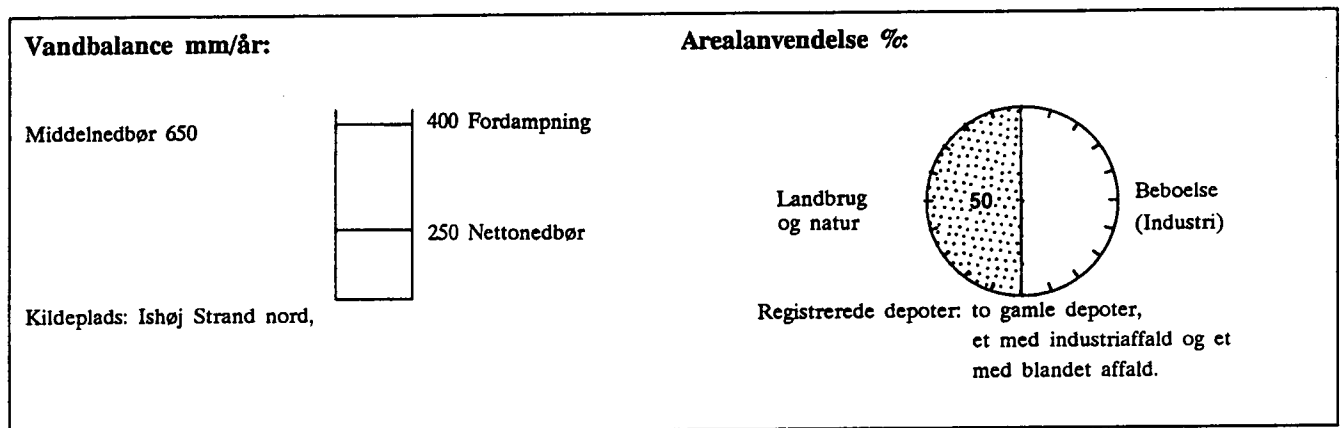 Vandbalance mm/år:
Middelnedbør 650
400 Fordampning
250 Nettonedbør
Kildeplads: Ishøj Strand nord,
Arealanvendelse %:
Landbrug
og natur
50
Beboelse
(Industri)
Registrerede depoter: to gamle depoter,
et med industriaffald og et
med blandet affald.